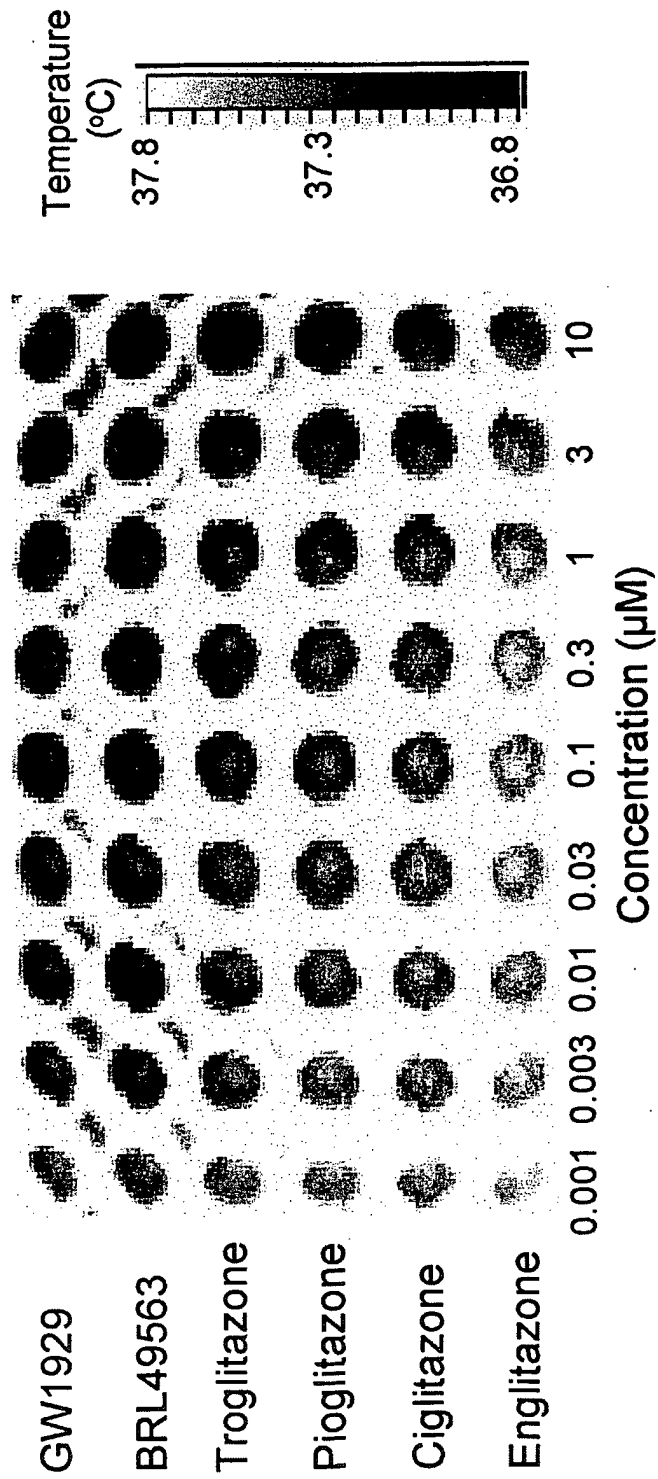 GW1929
BRL49563
Troglitazone
Pioglitazone
Ciglitazone
Englitazone
0.001 0.003 0.01 0.03 0.1 0.3 1 3 10
Concentration (µM)
Temperature
(°C)
37.8
37.3
36.8